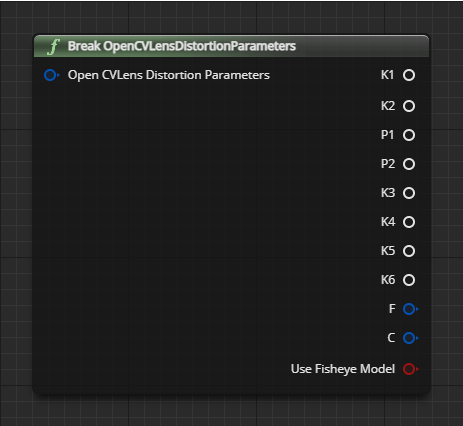 f Break OpenCVLensDistortionParameters
Open CVLens Distortion Parameters K1
K2
P1
P2
K3
K4
K5
K6
F
C
Use Fisheye Model